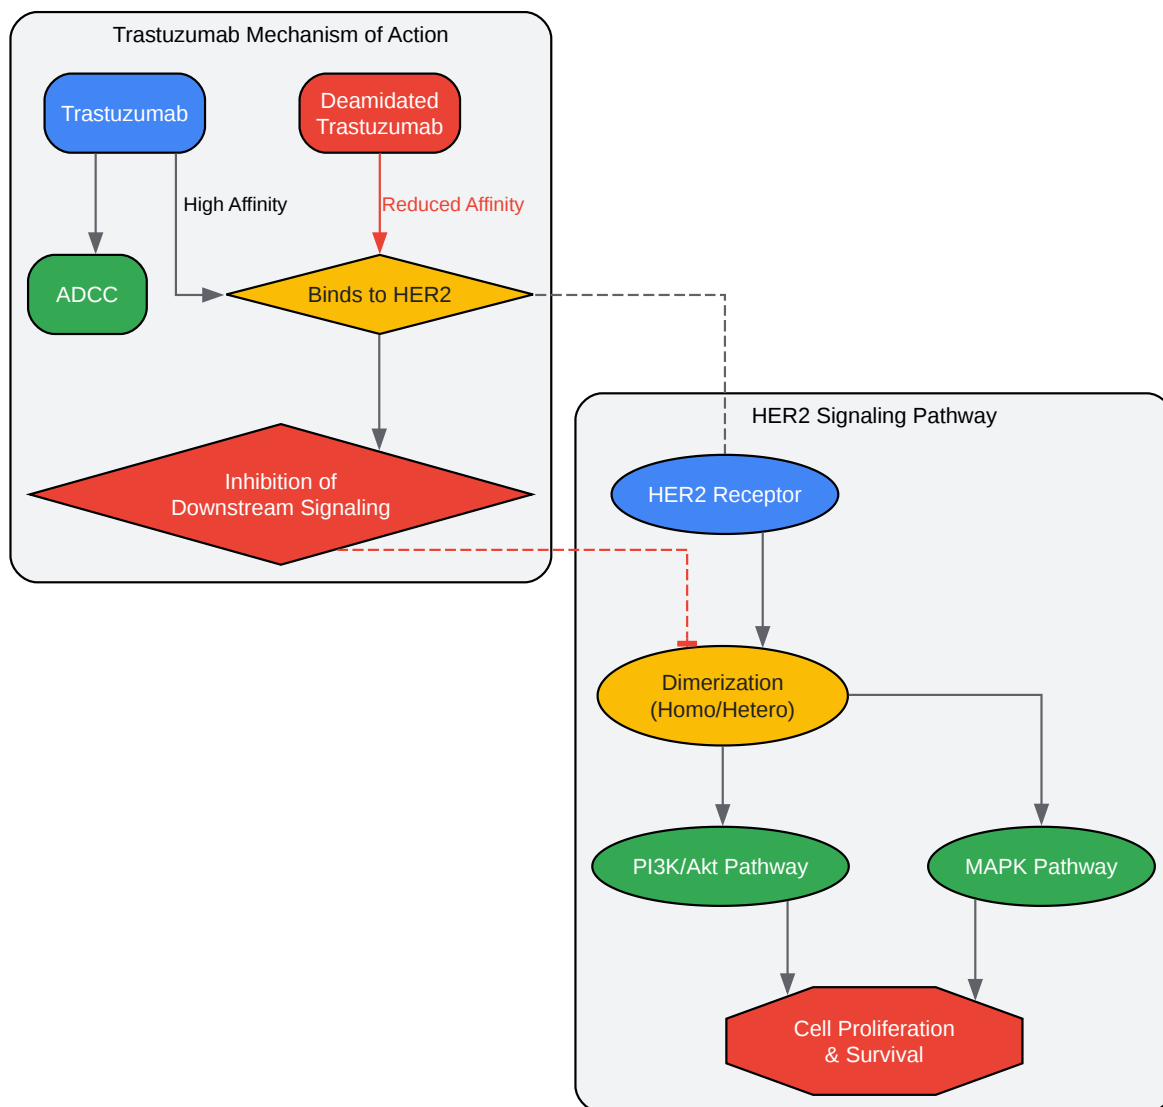 Trastuzumab Mechanism of Action
Trastuzumab
Deamidated
Trastuzumab
High Affinity
Reduced Affinity
ADCC
Binds to HER2
Inhibition of
Downstream Signaling
HER2 Signaling Pathway
HER2 Receptor
Dimerization
(Homo/Hetero)
PI3K/Akt Pathway
MAPK Pathway
Cell Proliferation
& Survival